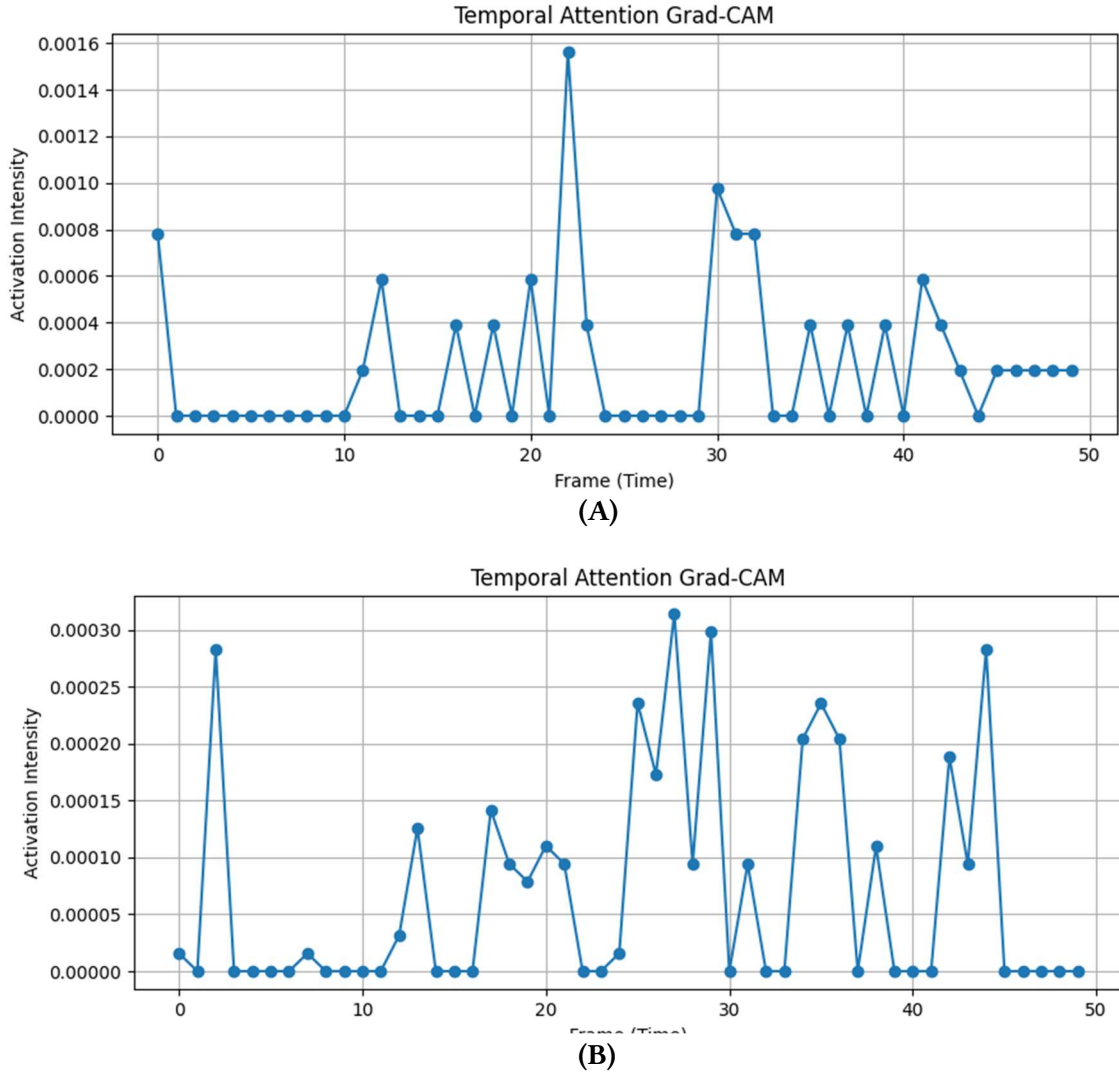 Temporal Attention Grad-CAM
0.0016
0.0014
0.0012
0.0010
0.0008
0.0006
0.0004
0.0002
0.0000
Activation Intensity
0 10 20 30 40 50
Frame (Time)
(A)
Temporal Attention Grad-CAM
0.00030
0.00025
0.00020
0.00015
0.00010
0.00005
0.00000
Activation Intensity
0 10 20 30 40 50
Frame (Time)
(B)